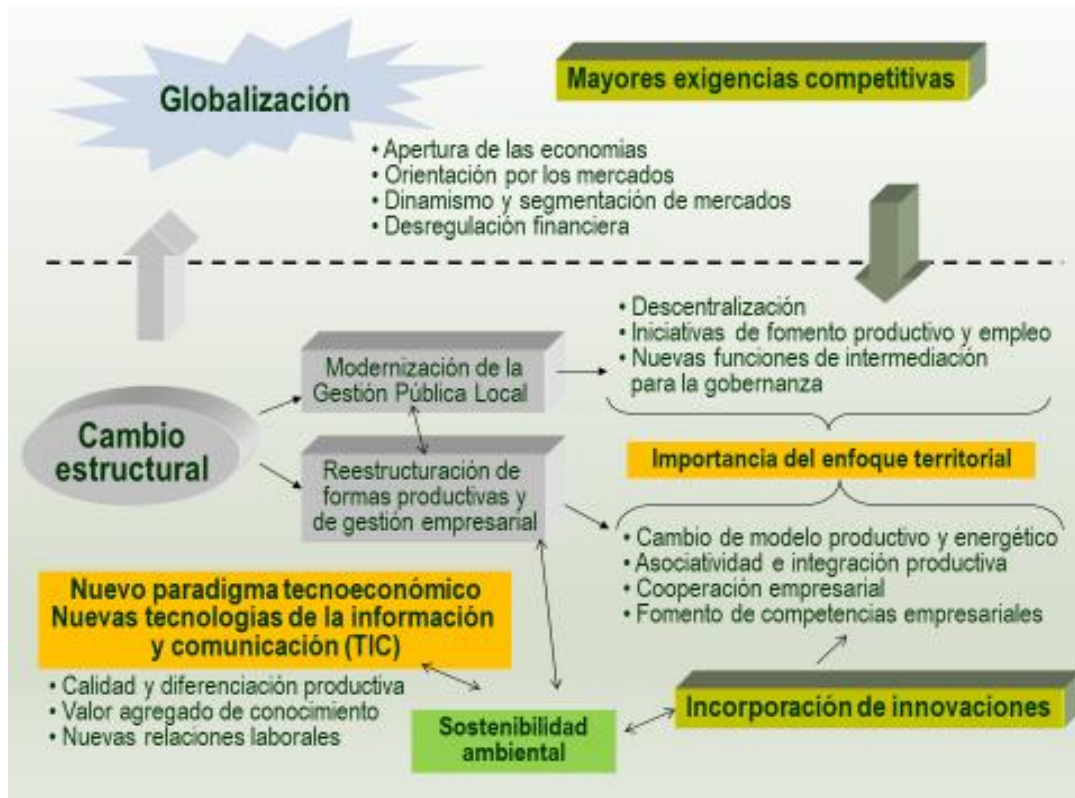 Globalización
Mayores exigencias competitivas
• Apertura de las economias
• Orientación por los mercados
• Dinamismo y segmentación de mercados
• Desregulación financiera
• Descentralización
• Iniciativas de fomento productivo y empleo
• Nuevas funciones de intermediación
para la gobernanza
Modernización de la
Gestión Pública Local
Cambio
estructural
Reestructuración de
formas productivas y
de gestión empresarial
Importancia del enfoque territorial
• Cambio de modelo productivo y energético
• Asociatividad e integración productiva
• Cooperación empresarial
• Fomento de competencias empresariales
Nuevo paradigma tecnoeconómico
Nuevas tecnologías de la información
y comunicación (TIC)
• Calidad y diferenciación productiva
• Valor agregado de conocimiento
• Nuevas relaciones laborales
Sostenibilidad
ambiental
Incorporación de innovaciones